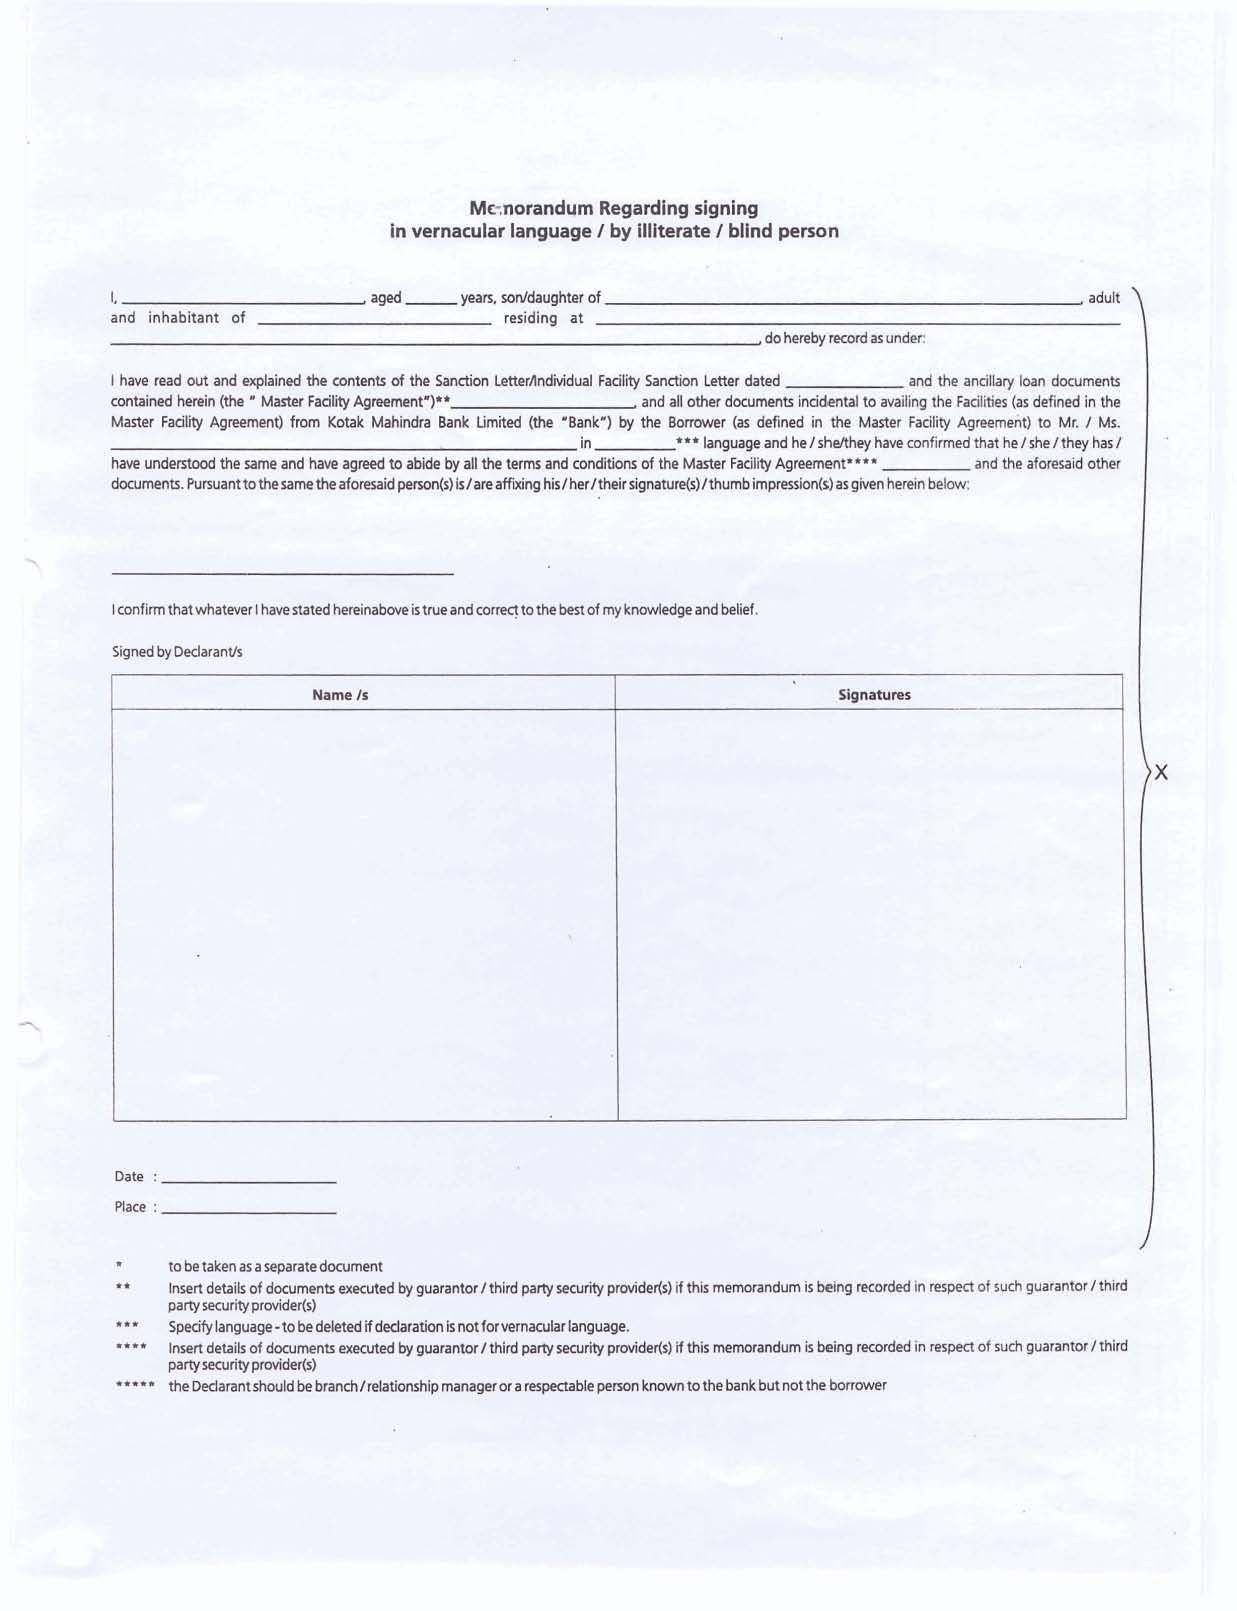 Memorandum Regarding signing
in vernacular language / by illiterate / blind person
I, ____________________, aged _____ years, son/daughter of ____________________, adult
and inhabitant of ____________________ residing at ____________________
____________________, do hereby record as under:
I have read out and explained the contents of the Sanction Letter/Individual Facility Sanction Letter dated __________ and the ancillary loan documents
contained herein (the " Master Facility Agreement")**____________________, and all other documents incidental to availing the Facilities (as defined in the
Master Facility Agreement) from Kotak Mahindra Bank Limited (the "Bank") by the Borrower (as defined in the Master Facility Agreement) to Mr. / Ms.
____________________ in __________*** language and he / she/they have confirmed that he / she / they has /
have understood the same and have agreed to abide by all the terms and conditions of the Master Facility Agreement**** __________ and the aforesaid other
documents. Pursuant to the same the aforesaid person(s) is / are affixing his / her / their signature(s) / thumb impression(s) as given herein below:
____________________
I confirm that whatever I have stated hereinabove is true and correct to the best of my knowledge and belief.
Signed by Declarant/s
Name /s Signatures
X
Date : ____________________
Place : ____________________
* to be taken as a separate document
** Insert details of documents executed by guarantor / third party security provider(s) if this memorandum is being recorded in respect of such guarantor / third
party security provider(s)
*** Specify language - to be deleted if declaration is not for vernacular language.
**** Insert details of documents executed by guarantor / third party security provider(s) if this memorandum is being recorded in respect of such guarantor / third
party security provider(s)
***** the Declarant should be branch / relationship manager or a respectable person known to the bank but not the borrower